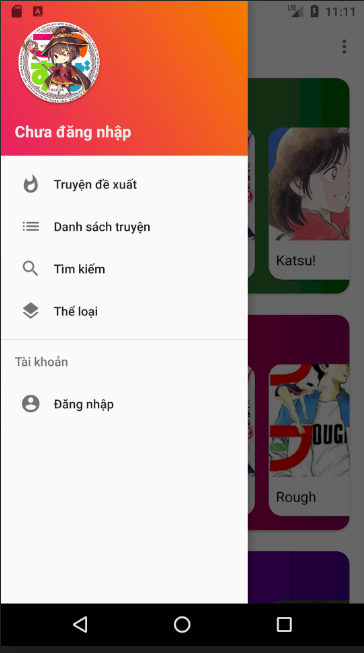 11:11
Chưa đăng nhập
Truyện đề xuất
Danh sách truyện
Tìm kiếm
Thể loại
Tài khoản
Đăng nhập
Katsu!
Rough